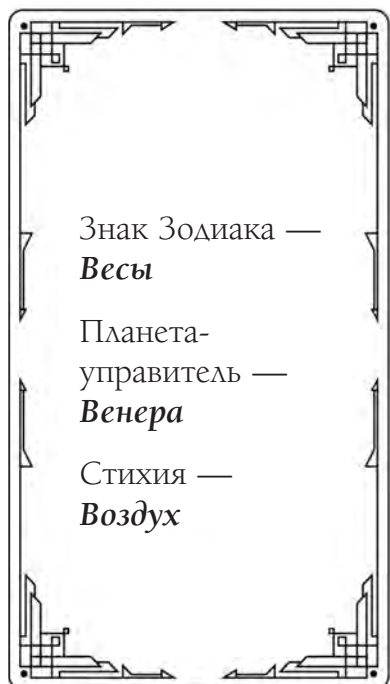 Знак Зодиака —
Весы
Планета-
управитель —
Венера
Стихия —
Воздух